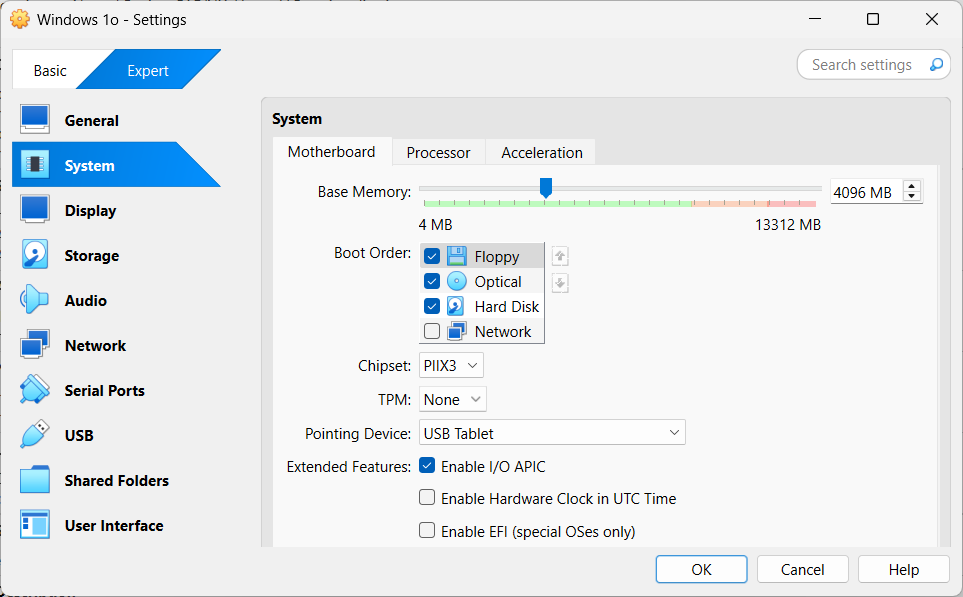 Windows 1o - Settings
Basic
Expert
Search settings
General
System
Display
Storage
Audio
Network
Serial Ports
USB
Shared Folders
User Interface
System
Motherboard
Processor
Acceleration
Base Memory:
4096 MB
4 MB
13312 MB
Boot Order:
Floppy
Optical
Hard Disk
Network
Chipset:
PIIX3
TPM:
None
Pointing Device:
USB Tablet
Extended Features:
Enable I/O APIC
Enable Hardware Clock in UTC Time
Enable EFI (special OSes only)
OK
Cancel
Help